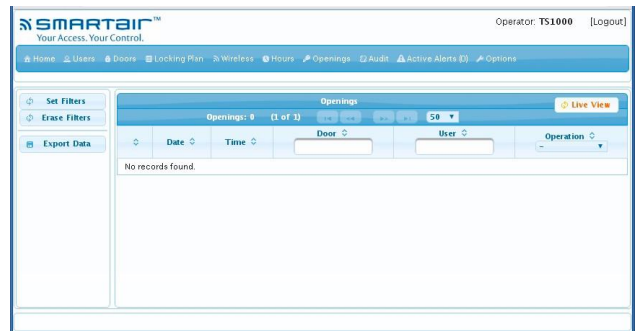 SMARTair™
Your Access. Your Control.
Operator: TS1000 [Logout]
Home Users Doors Locking Plan Wireless Hours Openings Audit Active Alerts (0) Options
Set Filters
Erase Filters
Export Data
Openings
Live View
Openings: 0 (1 of 1) 50
Date Time Door User Operation
No records found.